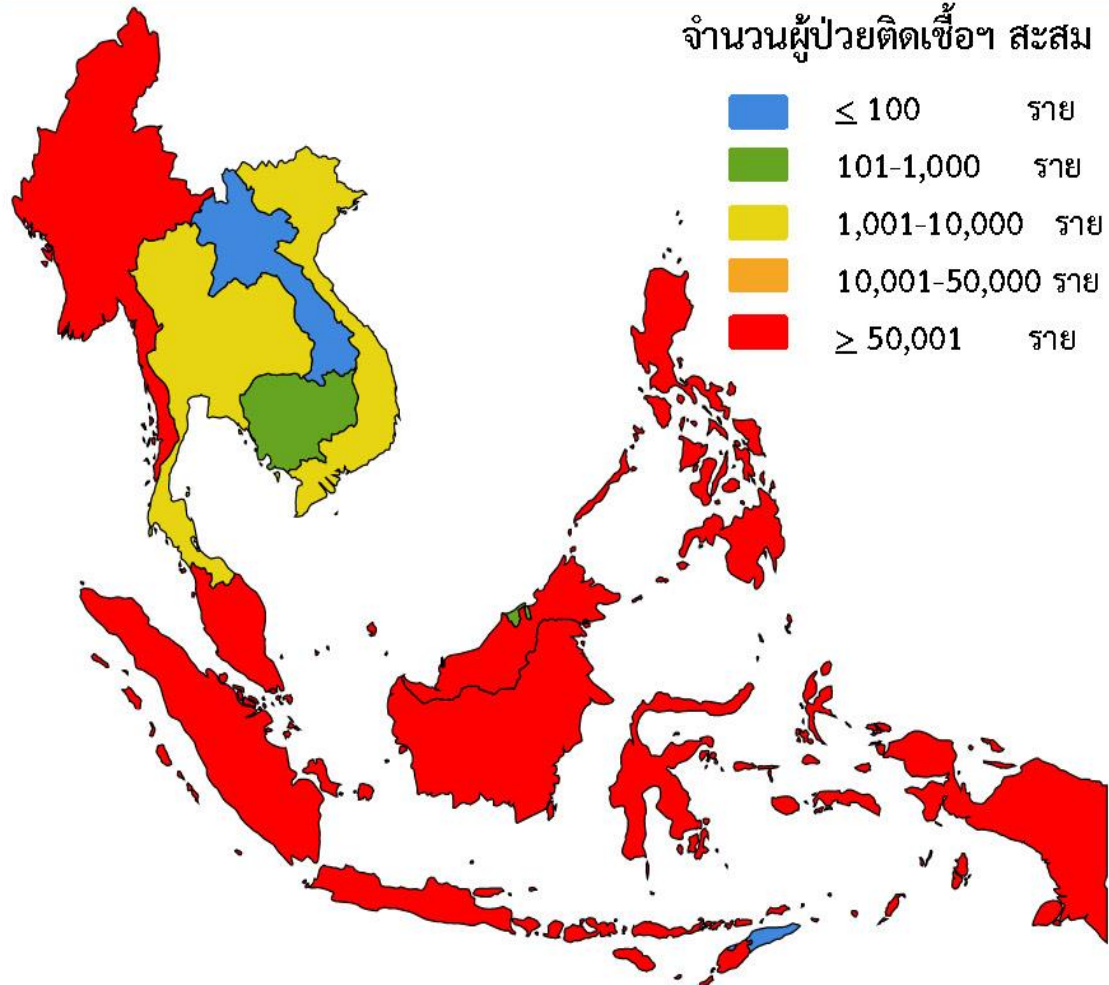 จำนวนผู้ป่วยติดเชื้อฯ สะสม
≤ 100 ราย
101-1,000 ราย
1,001-10,000 ราย
10,001-50,000 ราย
≥ 50,001 ราย